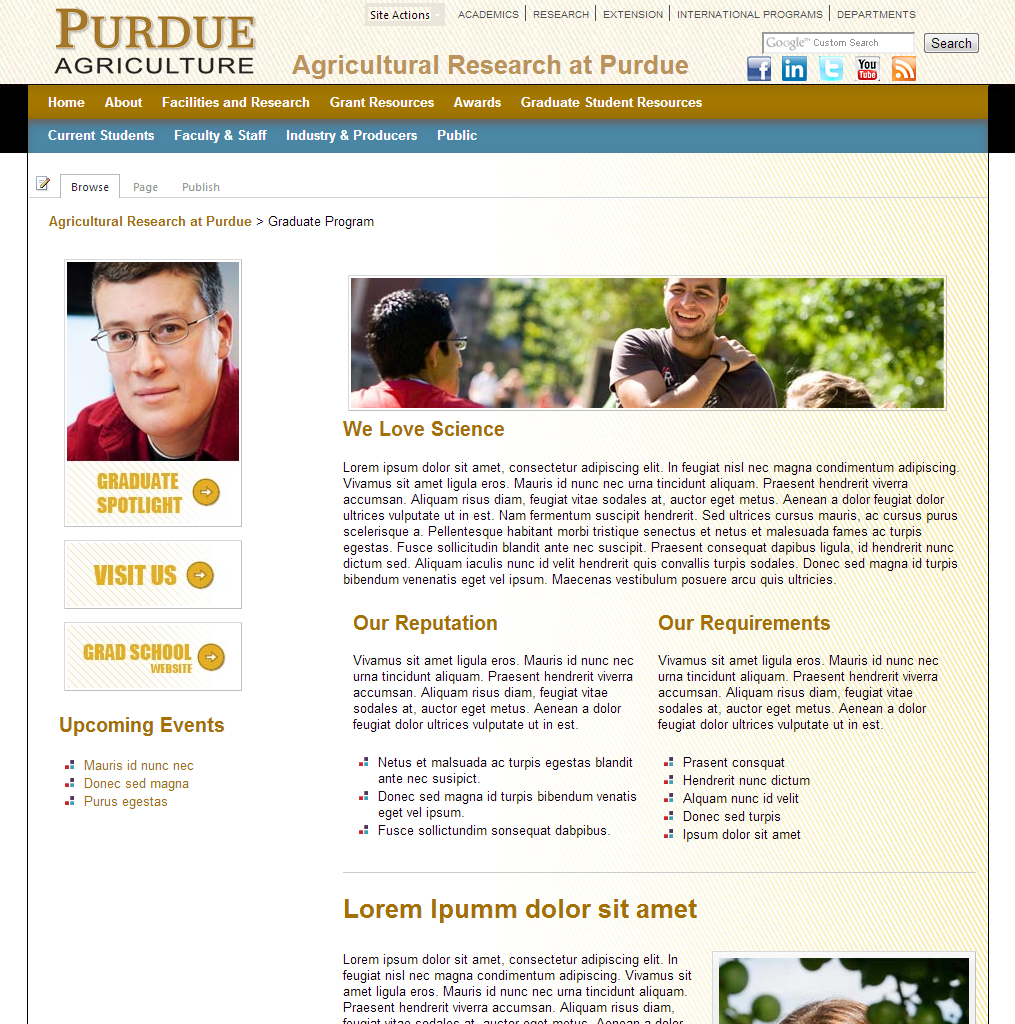 PURDUE
AGRICULTURE
Site Actions
ACADEMICS
RESEARCH
EXTENSION
INTERNATIONAL PROGRAMS
DEPARTMENTS
Google™ Custom Search
Search
Agricultural Research at Purdue
You
Tube
Home About Facilities and Research Grant Resources Awards Graduate Student Resources
Current Students Faculty & Staff Industry & Producers Public
Browse Page Publish
Agricultural Research at Purdue > Graduate Program
GRADUATE
SPOTLIGHT
VISIT US
GRAD SCHOOL
WEBSITE
Upcoming Events
Mauris id nunc nec
Donec sed magna
Purus egestas
We Love Science
Lorem ipsum dolor sit amet, consectetur adipiscing elit. In feugiat nisl nec magna condimentum adipiscing.
Vivamus sit amet ligula eros. Mauris id nunc nec urna tincidunt aliquam. Praesent hendrerit viverra
accumsan. Aliquam risus diam, feugiat vitae sodales at, auctor eget metus. Aenean a dolor feugiat dolor
ultrices vulputate ut in est. Nam fermentum suscipit hendrerit. Sed ultrices cursus mauris, ac cursus purus
scelerisque a. Pellentesque habitant morbi tristique senectus et netus et malesuada fames ac turpis
egestas. Fusce sollicitudin blandit ante nec suscipit. Praesent consequat dapibus ligula, id hendrerit nunc
dictum sed. Aliquam iaculis nunc id velit hendrerit quis convallis turpis sodales. Donec sed magna id turpis
bibendum venenatis eget vel ipsum. Maecenas vestibulum posuere arcu quis ultricies.
Our Reputation
Vivamus sit amet ligula eros. Mauris id nunc nec
urna tincidunt aliquam. Praesent hendrerit viverra
accumsan. Aliquam risus diam, feugiat vitae
sodales at, auctor eget metus. Aenean a dolor
feugiat dolor ultrices vulputate ut in est.
Netus et malsuada ac turpis egestas blandit
ante nec susipict.
Donec sed magna id turpis bibendum venatis
eget vel ipsum.
Fusce sollictundim sonsequat dabpibus.
Our Requirements
Vivamus sit amet ligula eros. Mauris id nunc nec
urna tincidunt aliquam. Praesent hendrerit viverra
accumsan. Aliquam risus diam, feugiat vitae
sodales at, auctor eget metus. Aenean a dolor
feugiat dolor ultrices vulputate ut in est.
Prasent consquat
Hendrerit nunc dictum
Alquam nunc id velit
Donec sed turpis
Ipsum dolor sit amet
Lorem Ipumm dolor sit amet
Lorem ipsum dolor sit amet, consectetur adipiscing elit. In
feugiat nisl nec magna condimentum adipiscing. Vivamus sit
amet ligula eros. Mauris id nunc nec urna tincidunt aliquam.
Praesent hendrerit viverra accumsan. Aliquam risus diam,
feugiat vitae sodales at, auctor eget metus. Aenean a dolor